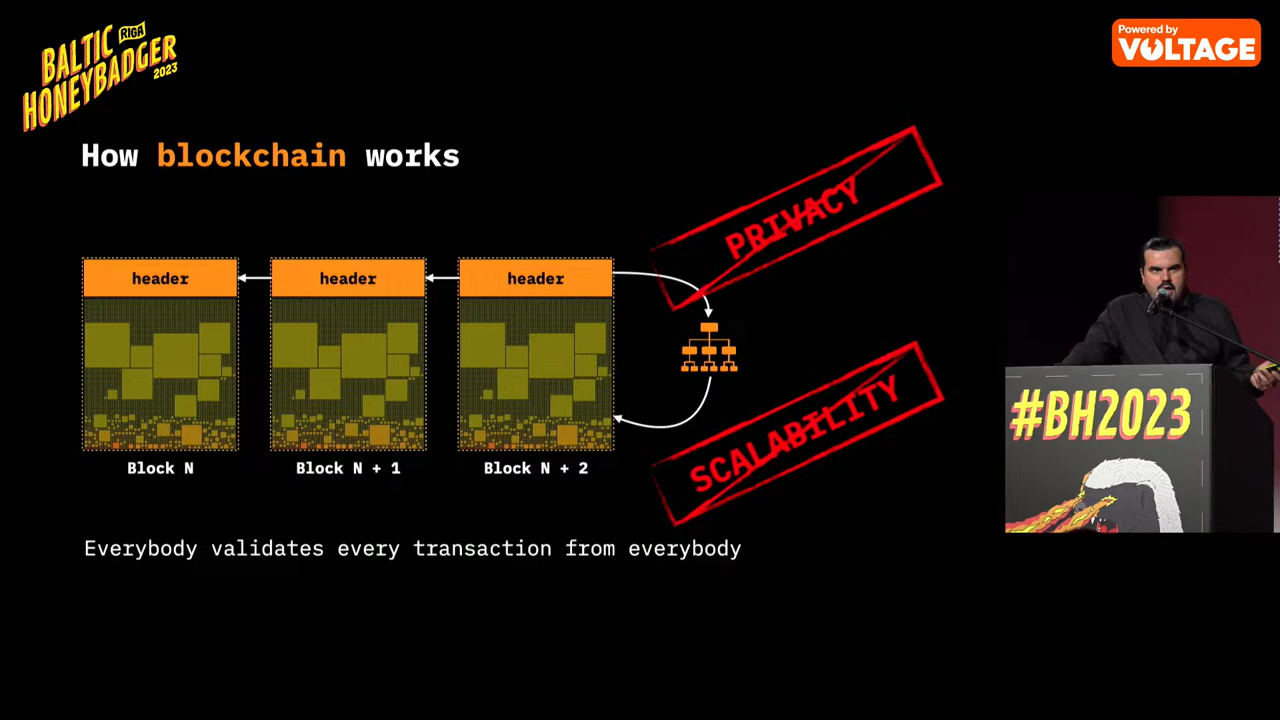 BALTIC
RIGA
HONEYBADGER
2023
Powered by
VOLTAGE
How blockchain works
PRIVACY
header
header
header
SCALABILITY
#BH2023
Block N
Block N + 1
Block N + 2
Everybody validates every transaction from everybody